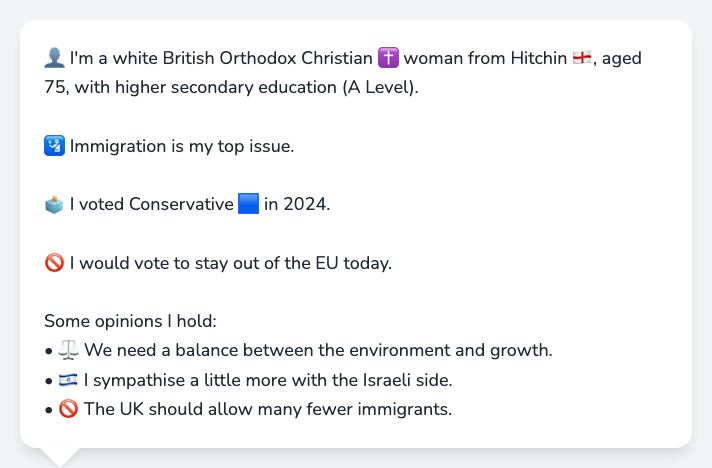 👤 I'm a white British Orthodox Christian ✝️ woman from Hitchin 🏴󠁧󠁢󠁥󠁮󠁧󠁿, aged
75, with higher secondary education (A Level).
🛂 Immigration is my top issue.
🗳️ I voted Conservative 🟦 in 2024.
🚫 I would vote to stay out of the EU today.
Some opinions I hold:
• ⚖️ We need a balance between the environment and growth.
• 🇮🇱 I sympathise a little more with the Israeli side.
• 🚫 The UK should allow many fewer immigrants.